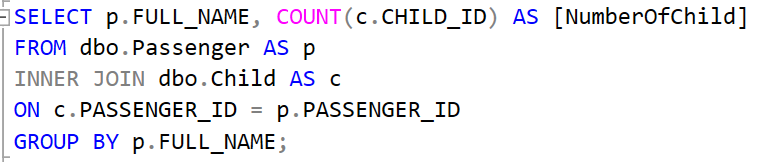 SELECT p.FULL_NAME, COUNT(c.CHILD_ID) AS [NumberOfChild]
FROM dbo.Passenger AS p
INNER JOIN dbo.Child AS c
ON c.PASSENGER_ID = p.PASSENGER_ID
GROUP BY p.FULL_NAME;